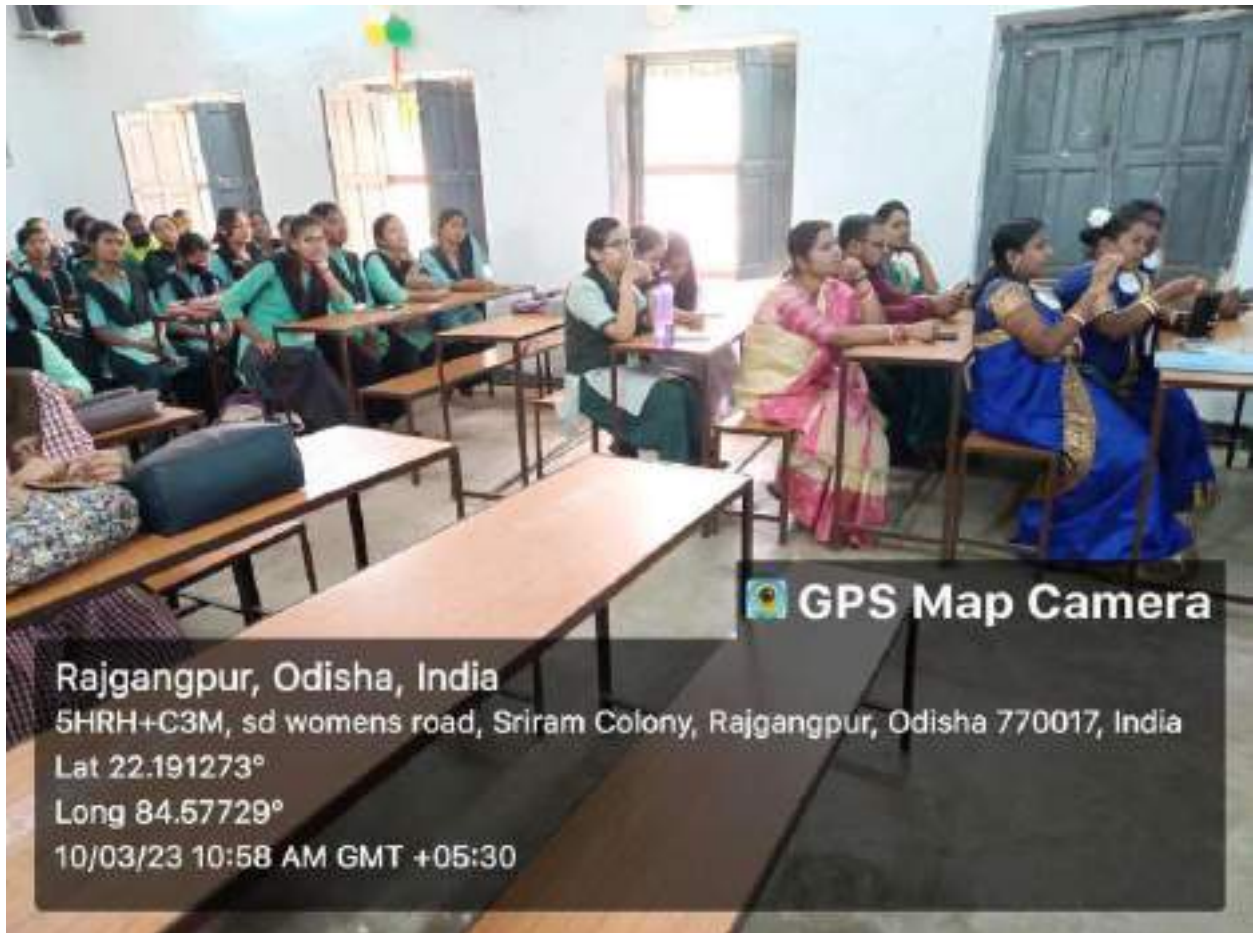 GPS Map Camera
Rajgangpur, Odisha, India
5HRH+C3M, sd womens road, Sriram Colony, Rajgangpur, Odisha 770017, India
Lat 22.191273°
Long 84.57729°
10/03/23 10:58 AM GMT +05:30